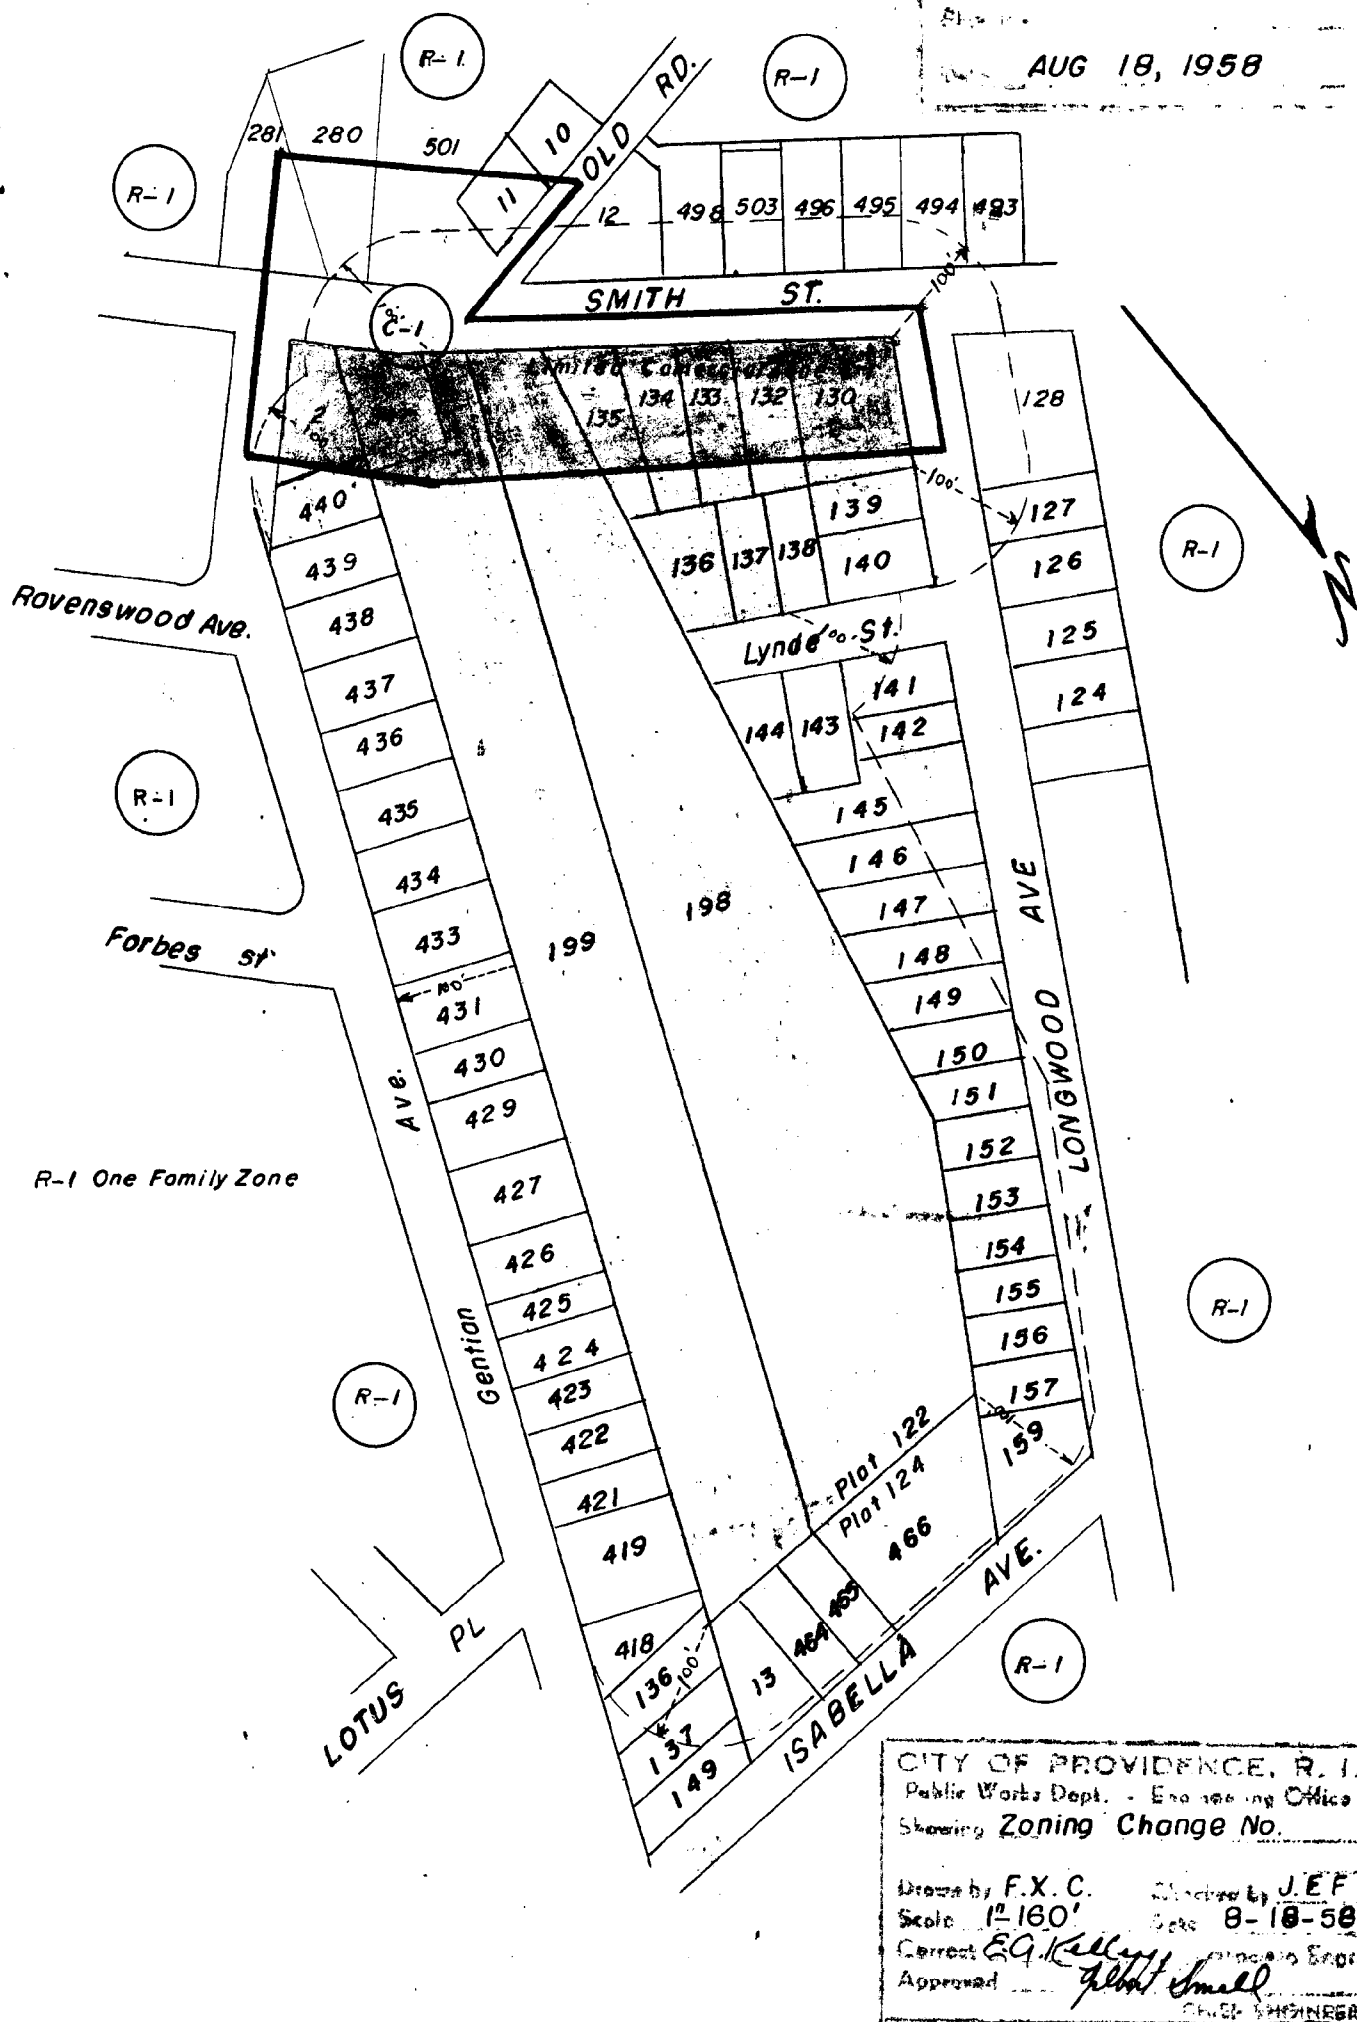 AUG 18, 1958
R-1
R-1
R-1
OLD RD.
281 280 501 10
11 12 498 503 496 495 494 493
SMITH ST.
100'
C-1
Limited
2 135 134 133 132 130
128
100'
440 139 127
136 137 138 140 126
R-1
439
Ravenswood Ave.
438
Lynde St.
125
437 141 124
436 144 143 142
N
R-1
435 145
434 146
433 199 198 147
Forbes st
148
100'
431 149
430 150
429 151
LONGWOOD AVE
152
R-1 One Family Zone
427 153
426 154
425 155
424 156
423 157
422 159
421
Gentian Ave.
R-1
R-1
Plat 122
Plat 124
419 466
418 465
136 100' 13 464
137
149
LOTUS PL
ISABELLA AVE.
R-1
CITY OF PROVIDENCE, R. I.
Public Works Dept. - Engineering Office
Showing Zoning Change No.
Drawn by F.X.C. Checked by J.E.F
Scale 1"=160' Date 8-18-58
Correct E.G. Kelly Engr
Approved Small
CHIEF ENGINEER